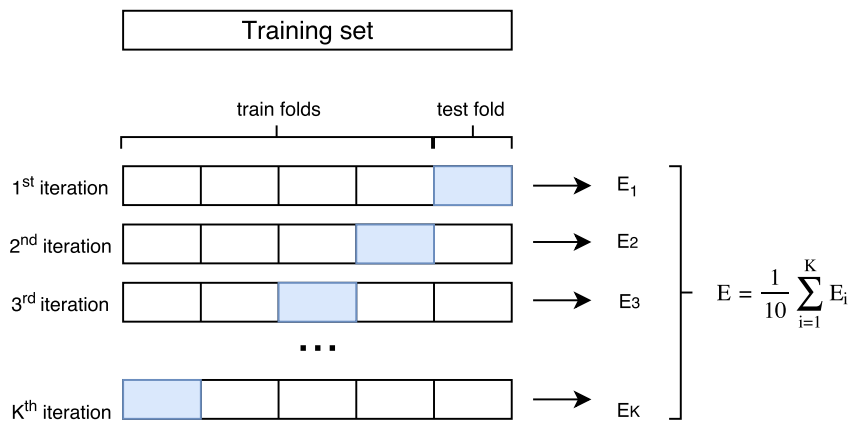 Training set
train folds test fold
1st iteration E1
2nd iteration E2
3rd iteration E3
...
Kth iteration EK
E = 1/10 ∑_{i=1}^{K} Ei